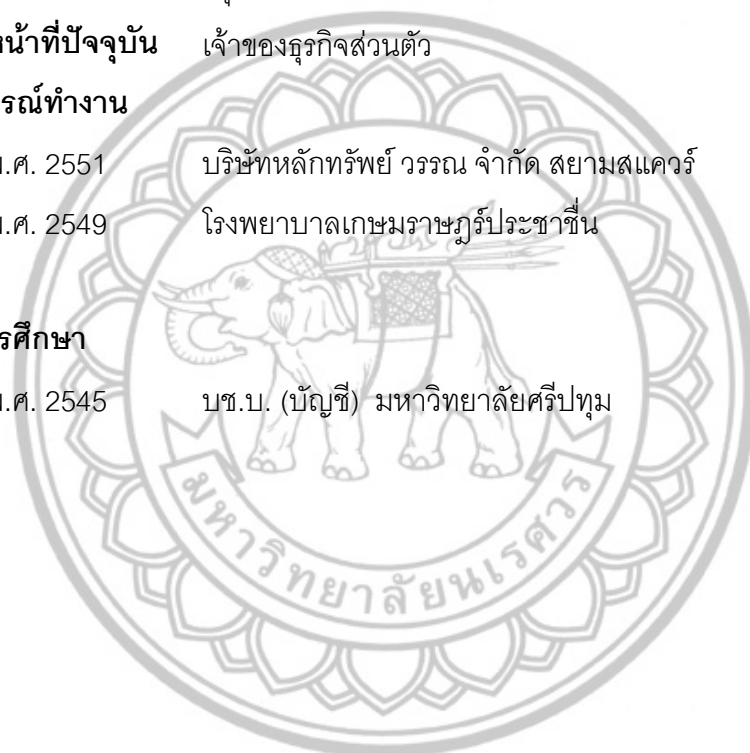 หน้าที่ปัจจุบัน เจ้าของธุรกิจส่วนตัว
รณ์ทำงาน
.ศ. 2551 บริษัทหลักทรัพย์ วรรณ จำกัด สยามสแควร์
.ศ. 2549 โรงพยาบาลเกษมราษฎร์ประชาชื่น
รศึกษา
.ศ. 2545 บช.บ. (บัญชี) มหาวิทยาลัยศรีปทุม
มหาวิทยาลัยนเรศวร